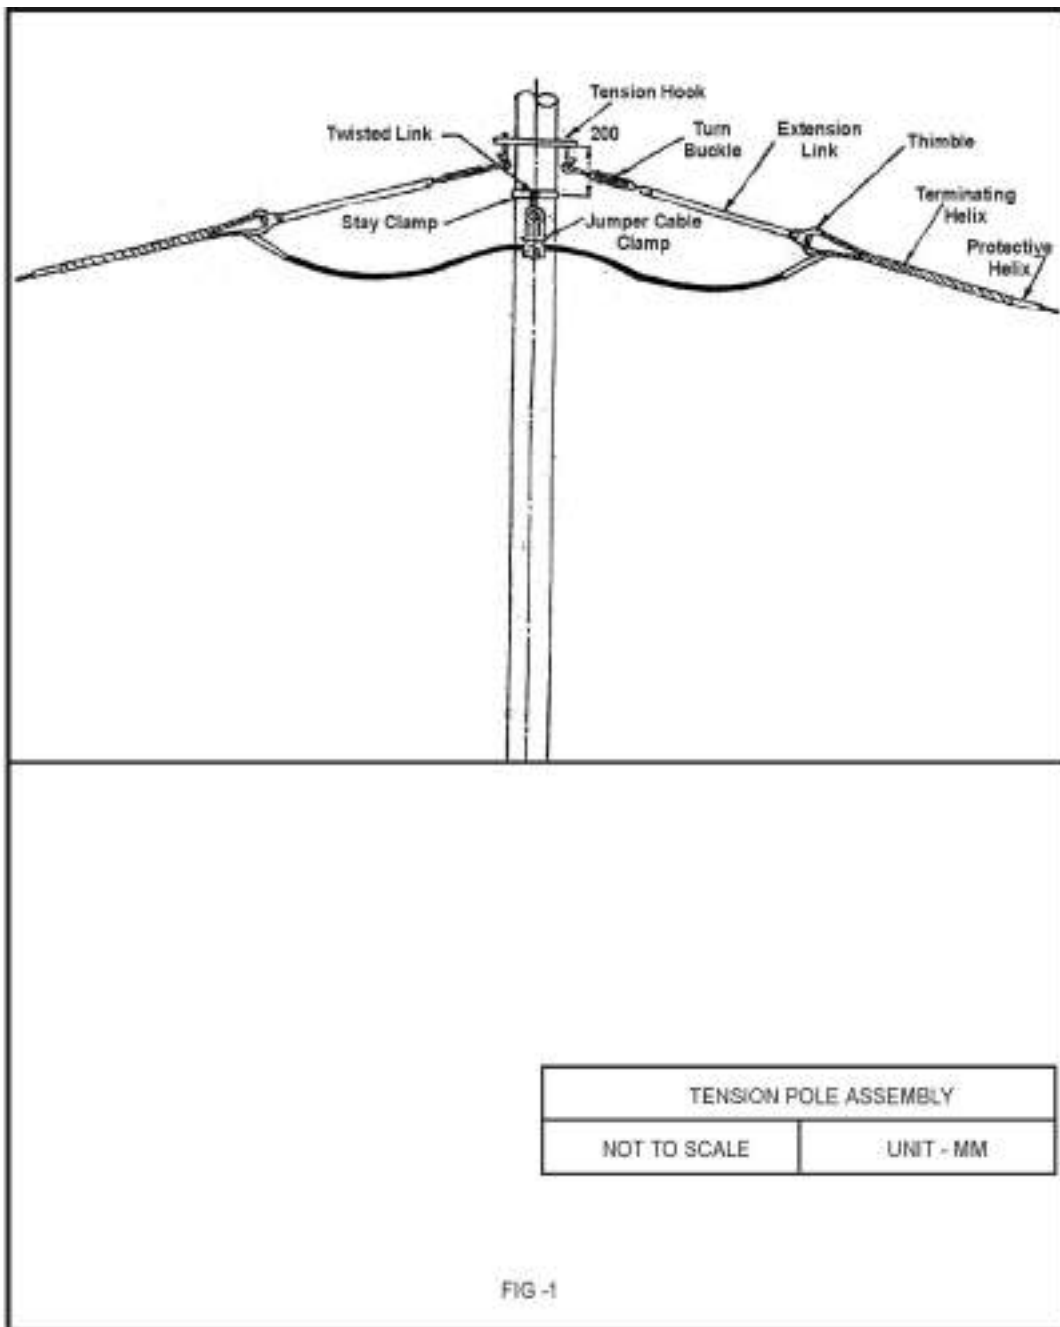 Tension Hook
Twisted Link
200
Turn
Buckle
Extension
Link
Thimble
Terminating
Helix
Stay Clamp
Jumper Cable
Clamp
Protective
Helix
TENSION POLE ASSEMBLY
NOT TO SCALE
UNIT - MM
FIG -1